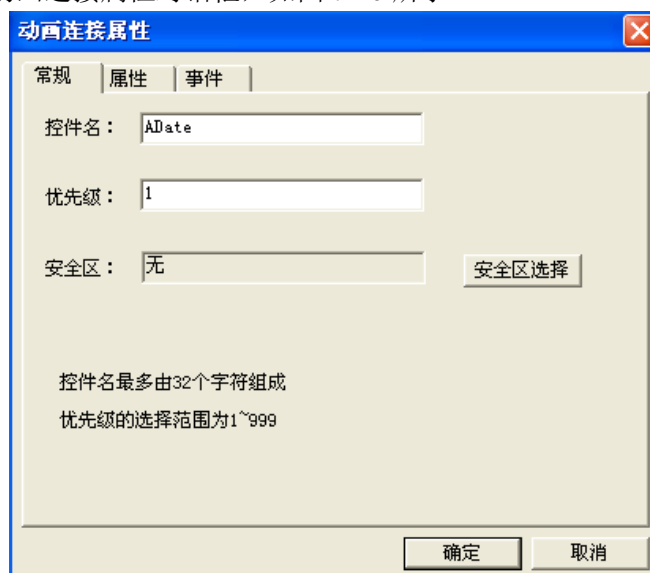 动画连接属性
常规 属性 事件
控件名： ADate
优先级： 1
安全区： 无 安全区选择
控件名最多由32个字符组成
优先级的选择范围为1~999
确定 取消